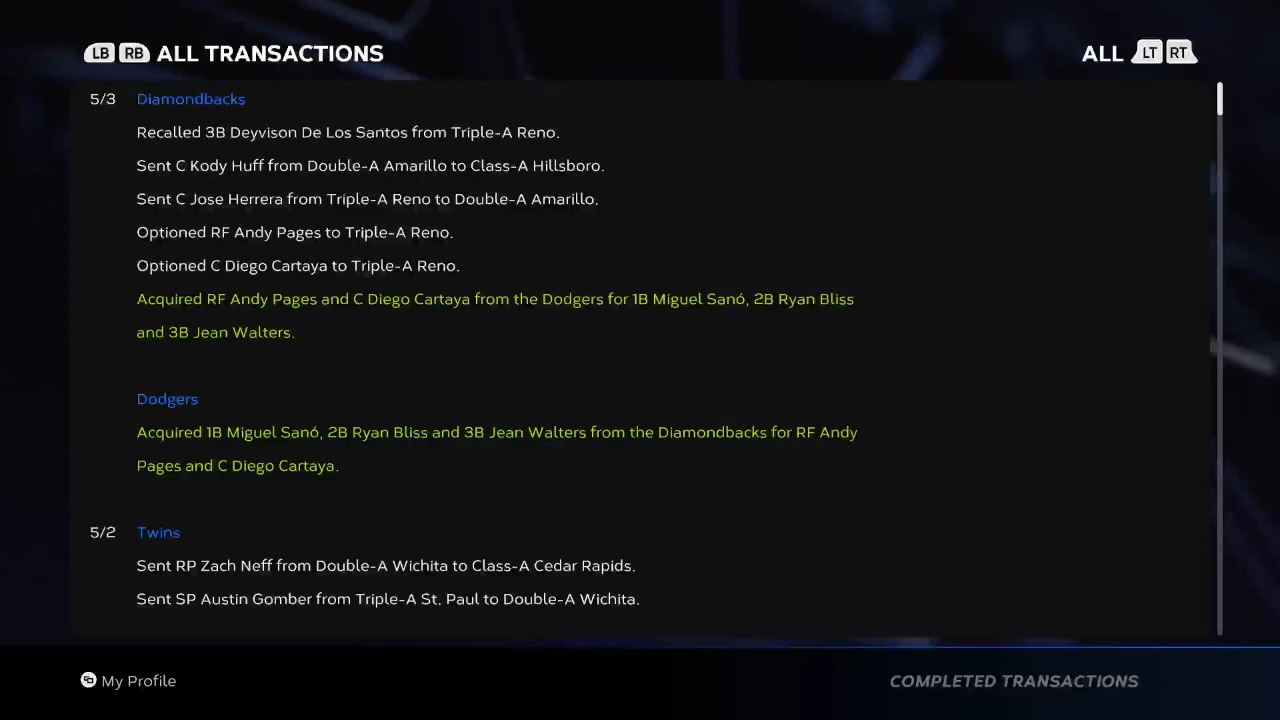 LB RB ALL TRANSACTIONS
ALL LT RT
5/3 Diamondbacks
Recalled 3B Deyvison De Los Santos from Triple-A Reno.
Sent C Kody Huff from Double-A Amarillo to Class-A Hillsboro.
Sent C Jose Herrera from Triple-A Reno to Double-A Amarillo.
Optioned RF Andy Pages to Triple-A Reno.
Optioned C Diego Cartaya to Triple-A Reno.
Acquired RF Andy Pages and C Diego Cartaya from the Dodgers for 1B Miguel Sanó, 2B Ryan Bliss
and 3B Jean Walters.
Dodgers
Acquired 1B Miguel Sanó, 2B Ryan Bliss and 3B Jean Walters from the Diamondbacks for RF Andy
Pages and C Diego Cartaya.
5/2 Twins
Sent RP Zach Neff from Double-A Wichita to Class-A Cedar Rapids.
Sent SP Austin Gomber from Triple-A St. Paul to Double-A Wichita.
My Profile
COMPLETED TRANSACTIONS